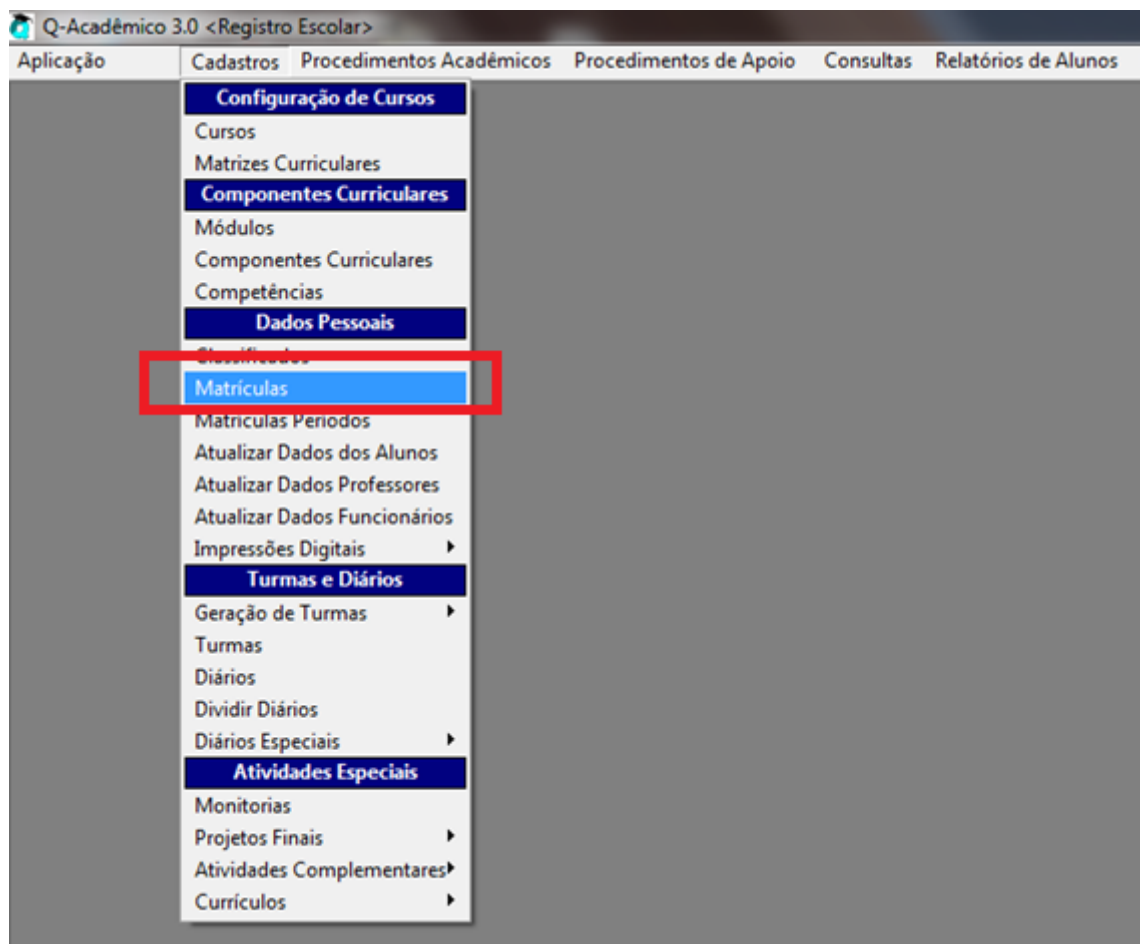 Q-Acadêmico 3.0 <Registro Escolar>
Aplicação Cadastros Procedimentos Acadêmicos Procedimentos de Apoio Consultas Relatórios de Alunos
Configuração de Cursos
Cursos
Matrizes Curriculares
Componentes Curriculares
Módulos
Componentes Curriculares
Competências
Dados Pessoais
Classificados
Matrículas
Matrículas Períodos
Atualizar Dados dos Alunos
Atualizar Dados Professores
Atualizar Dados Funcionários
Impressões Digitais
Turmas e Diários
Geração de Turmas
Turmas
Diários
Dividir Diários
Diários Especiais
Atividades Especiais
Monitorias
Projetos Finais
Atividades Complementares
Currículos